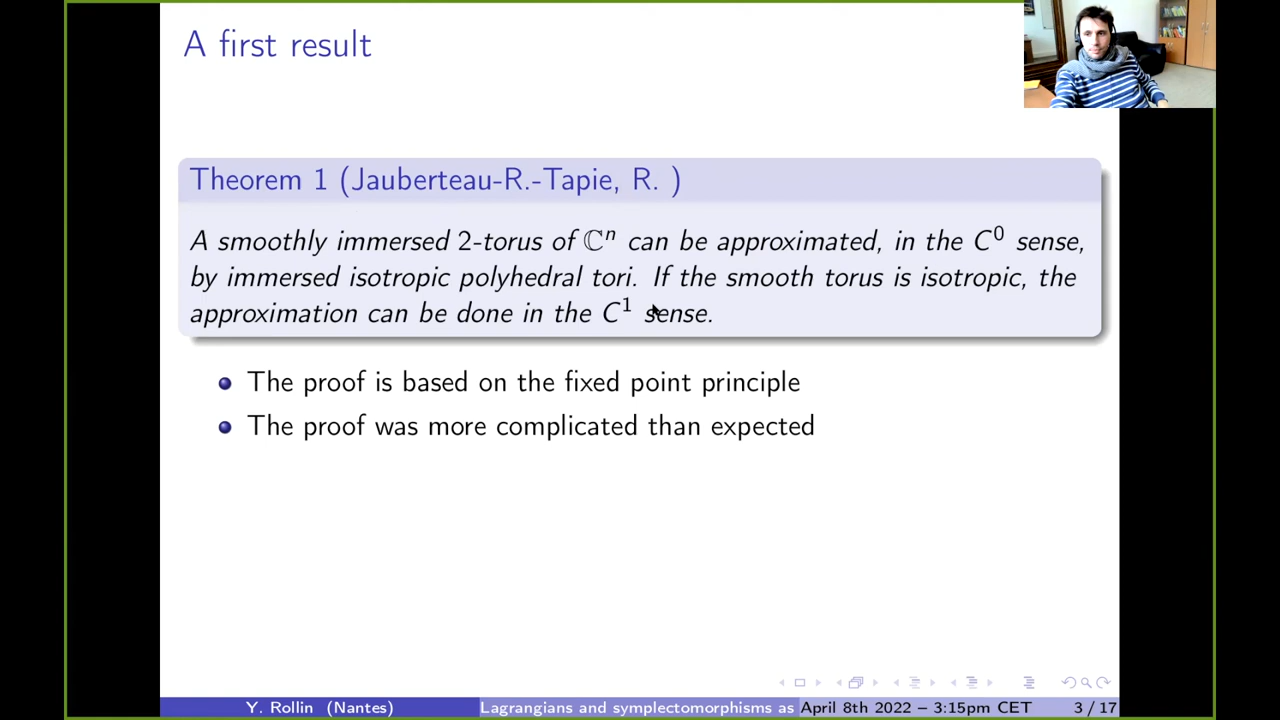 A first result
Theorem 1 (Jauberteau-R.-Tapie, R. )
A smoothly immersed 2-torus of ℂⁿ can be approximated, in the C⁰ sense,
by immersed isotropic polyhedral tori. If the smooth torus is isotropic, the
approximation can be done in the C¹ sense.
The proof is based on the fixed point principle
The proof was more complicated than expected
Y. Rollin (Nantes) Lagrangians and symplectomorphisms as April 8th 2022 – 3:15pm CET 3 / 17